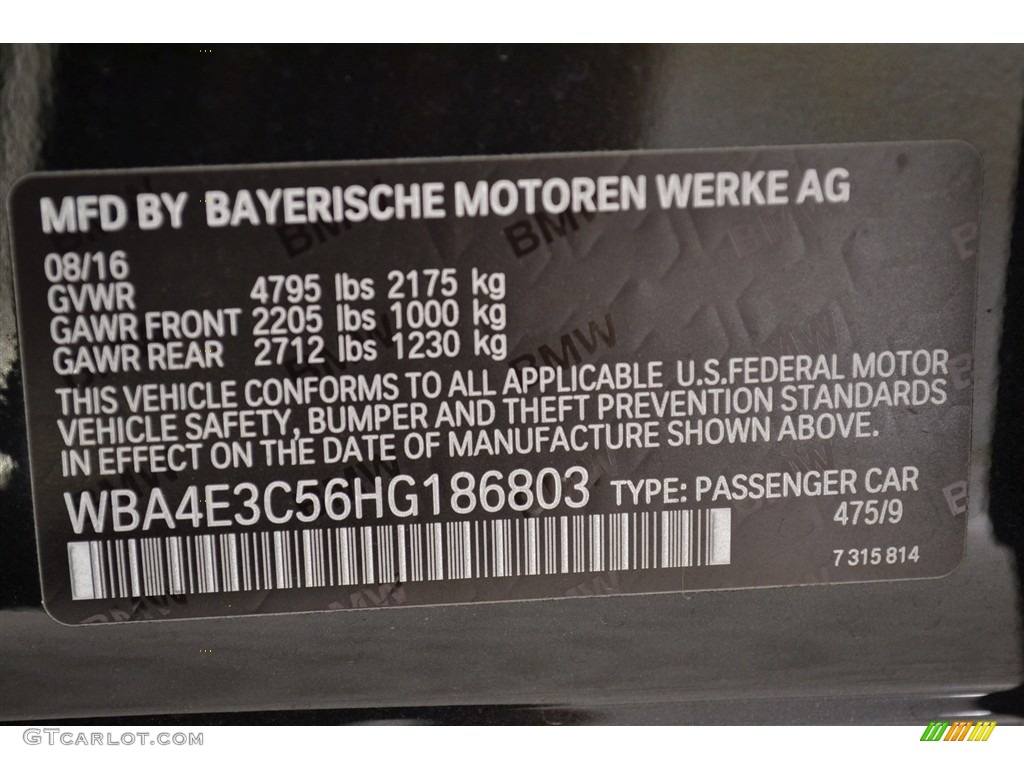 MFD BY BAYERISCHE MOTOREN WERKE AG
08/16
GVWR 4795 lbs 2175 kg
GAWR FRONT 2205 lbs 1000 kg
GAWR REAR 2712 lbs 1230 kg
THIS VEHICLE CONFORMS TO ALL APPLICABLE U.S.FEDERAL MOTOR
VEHICLE SAFETY, BUMPER AND THEFT PREVENTION STANDARDS
IN EFFECT ON THE DATE OF MANUFACTURE SHOWN ABOVE.
WBA4E3C56HG186803 TYPE: PASSENGER CAR
475/9
7 315 814
GTCarlot.com